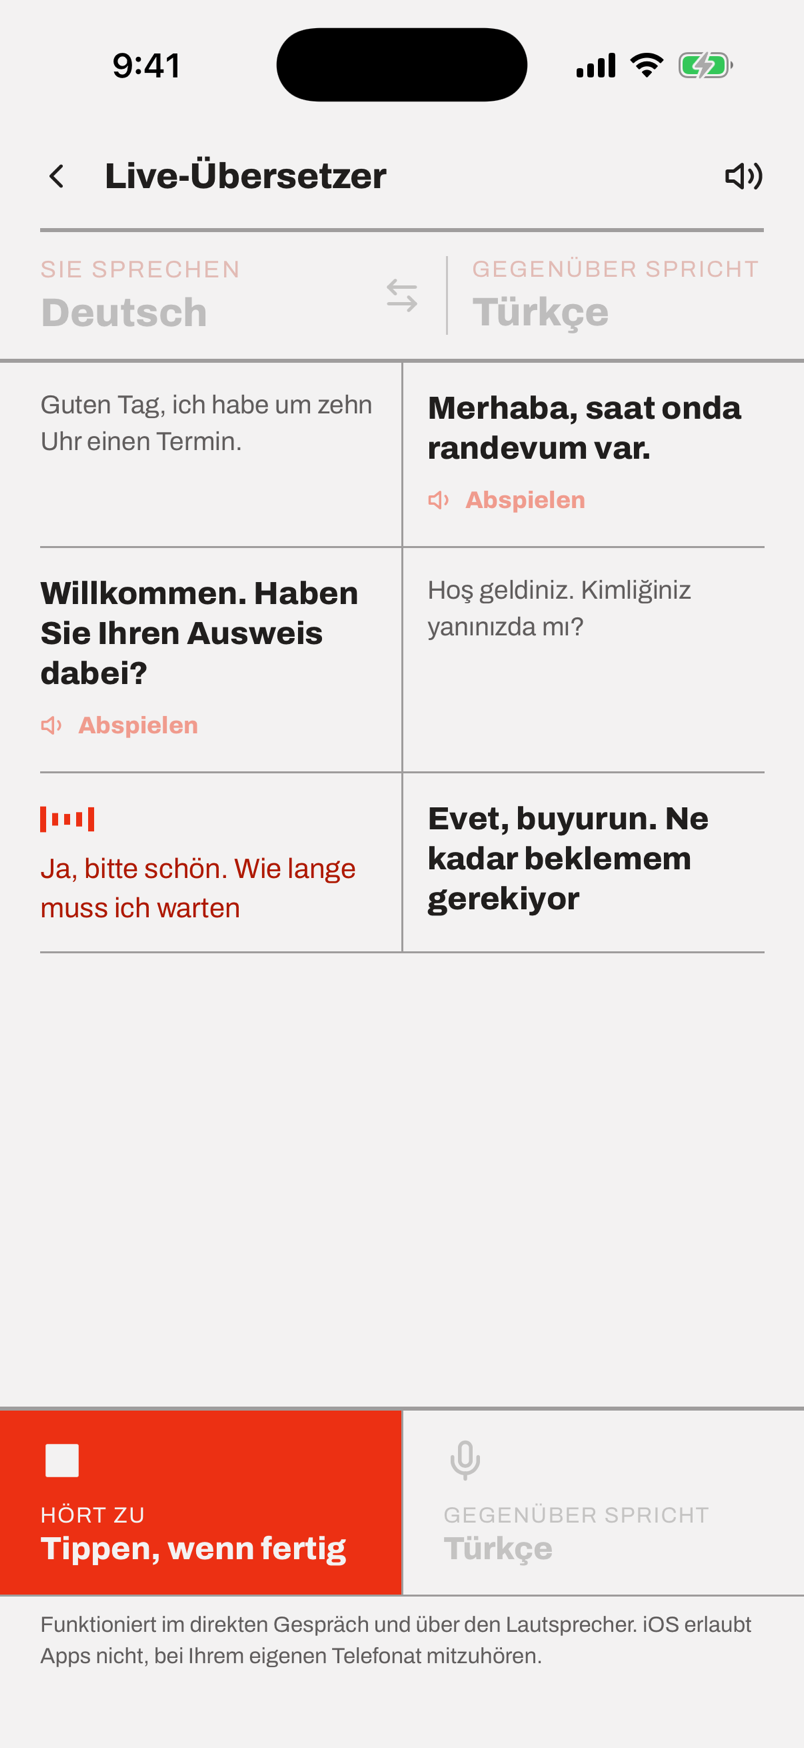 9:41
Live-Übersetzer
SIE SPRECHEN
Deutsch
GEGENÜBER SPRICHT
Türkçe
Guten Tag, ich habe um zehn
Uhr einen Termin.
Merhaba, saat onda
randevum var.
Abspielen
Willkommen. Haben
Sie Ihren Ausweis
dabei?
Abspielen
Hoş geldiniz. Kimliğiniz
yanınızda mı?
Ja, bitte schön. Wie lange
muss ich warten
Evet, buyurun. Ne
kadar beklemem
gerekiyor
HÖRT ZU
Tippen, wenn fertig
GEGENÜBER SPRICHT
Türkçe
Funktioniert im direkten Gespräch und über den Lautsprecher. iOS erlaubt
Apps nicht, bei Ihrem eigenen Telefonat mitzuhören.